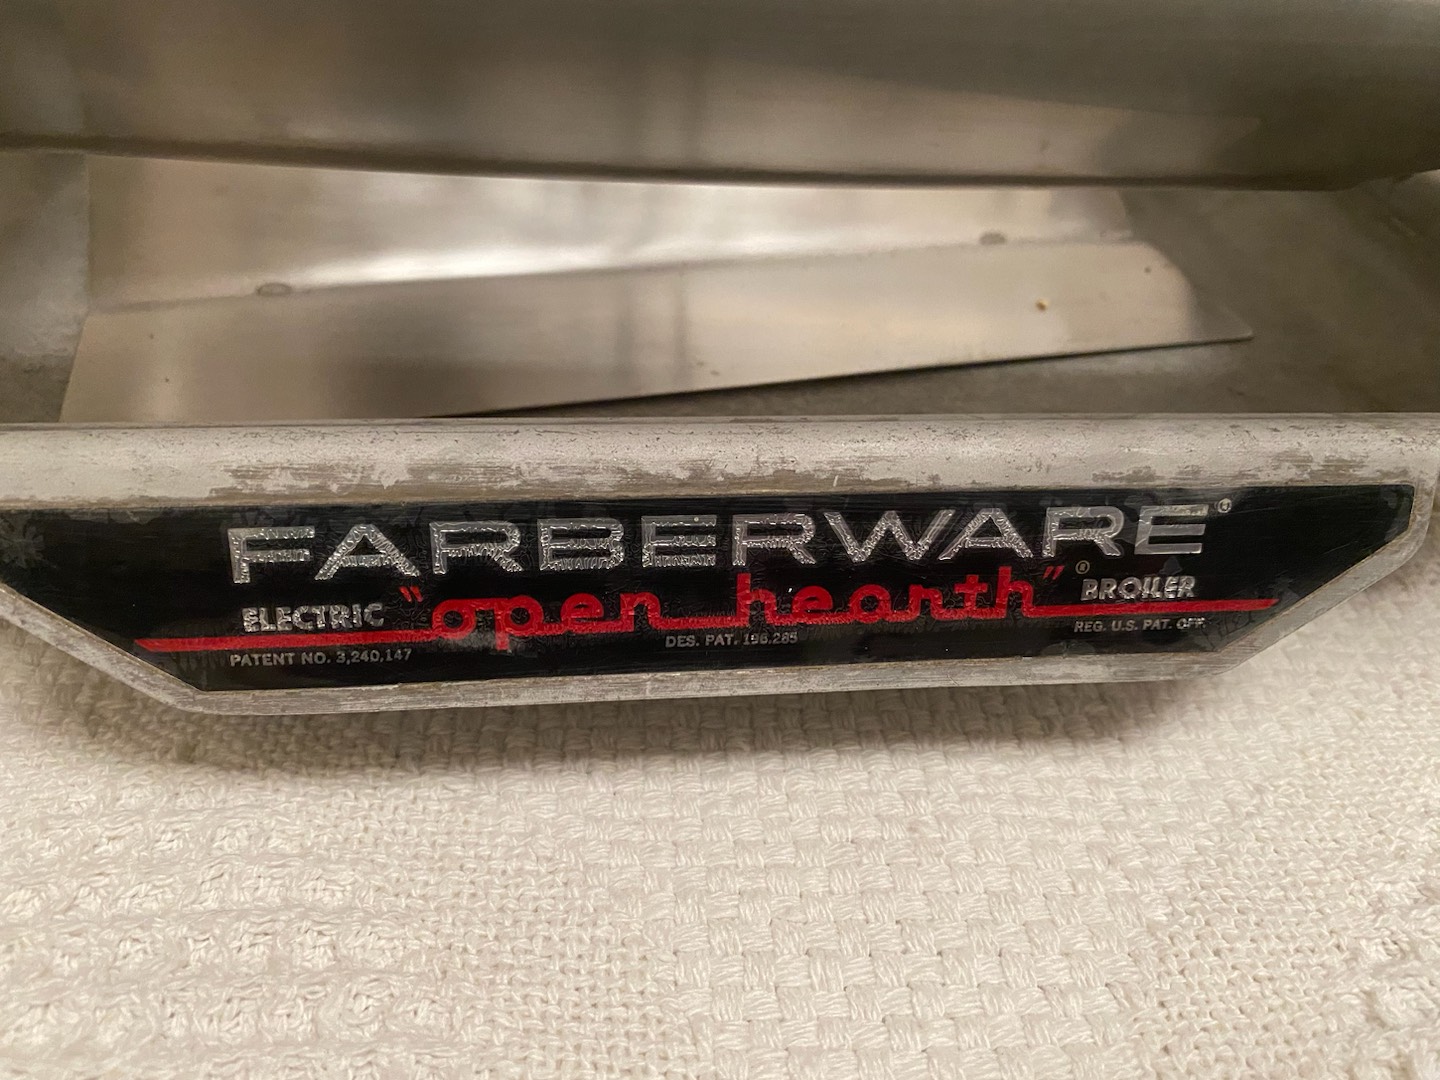 FARBERWARE®
ELECTRIC "open hearth"® BROILER
PATENT NO. 3,240,147 DES. PAT. 196.285 REG. U.S. PAT. OFF.